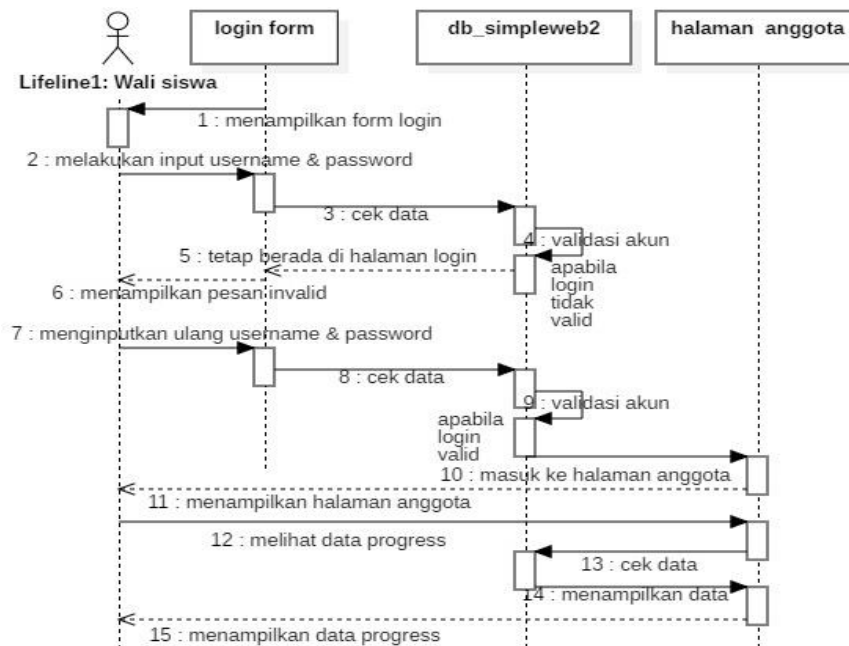 login form
db_simpleweb2
halaman anggota
Lifeline1: Wali siswa
1 : menampilkan form login
2 : melakukan input username & password
3 : cek data
4 : validasi akun
5 : tetap berada di halaman login
apabila
login
tidak
valid
6 : menampilkan pesan invalid
7 : menginputkan ulang username & password
8 : cek data
9 : validasi akun
apabila
login
valid
10 : masuk ke halaman anggota
11 : menampilkan halaman anggota
12 : melihat data progress
13 : cek data
14 : menampilkan data
15 : menampilkan data progress